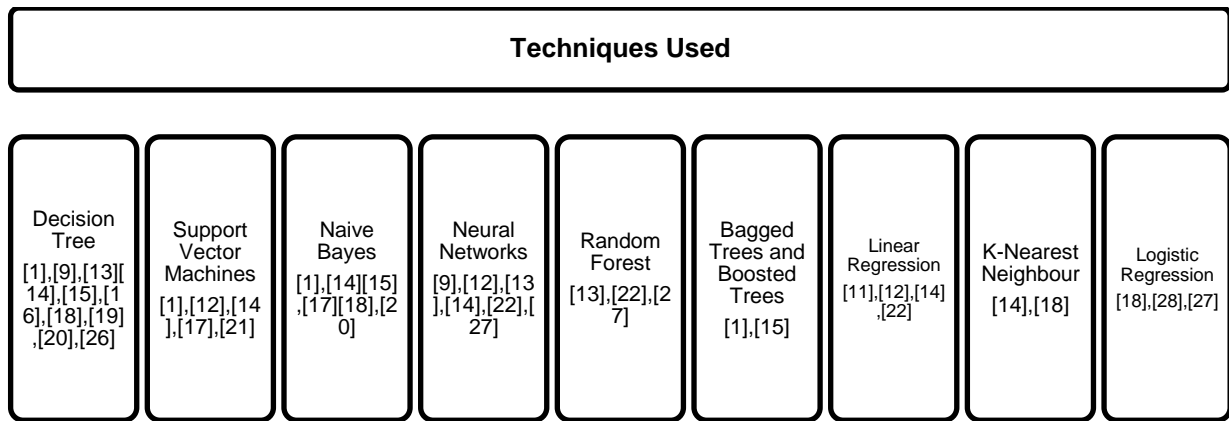 Techniques Used
Decision
Tree
[1],[9],[13][
14],[15],[1
6],[18],[19]
,[20],[26]
Support
Vector
Machines
[1],[12],[14
],[17],[21]
Naive
Bayes
[1],[14][15]
,[17][18],[2
0]
Neural
Networks
[9],[12],[13
],[14],[22],[
27]
Random
Forest
[13],[22],[2
7]
Bagged
Trees and
Boosted
Trees
[1],[15]
Linear
Regression
[11],[12],[14]
,[22]
K-Nearest
Neighbour
[14],[18]
Logistic
Regression
[18],[28],[27]